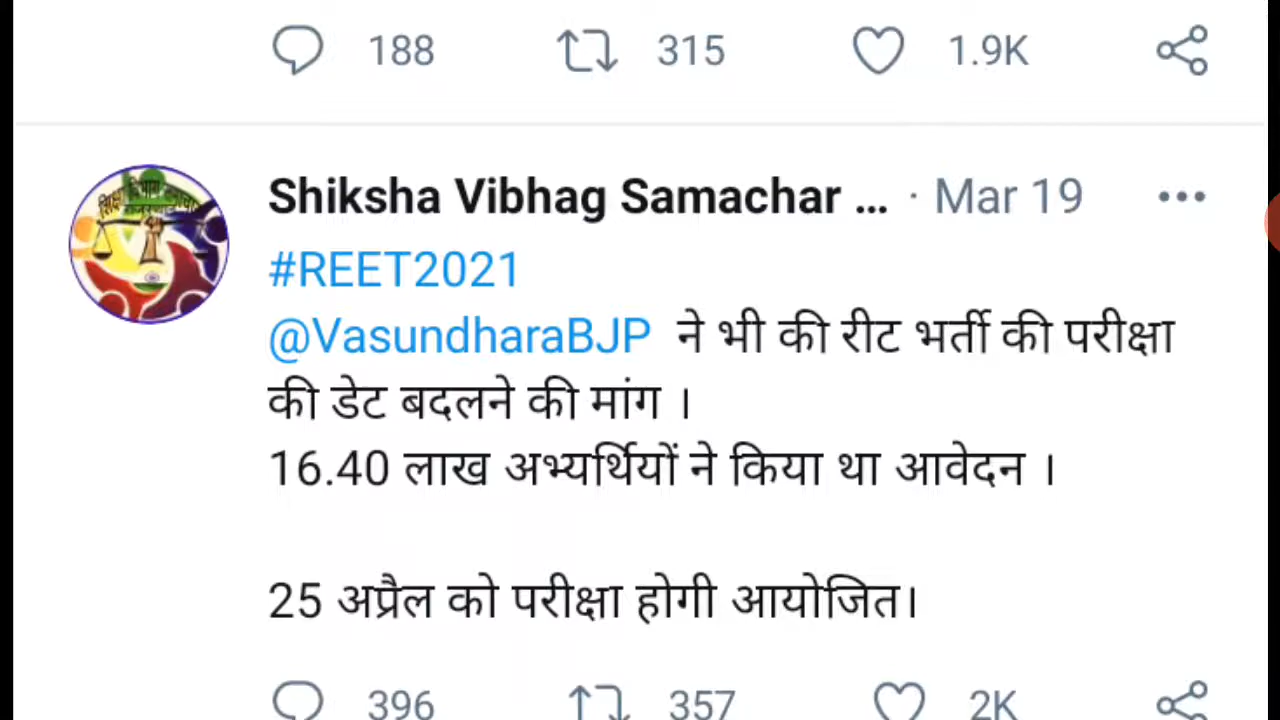 188 315 1.9K
Shiksha Vibhag Samachar ... · Mar 19
शिक्षा विभाग समाचार
#REET2021
@VasundharaBJP ने भी की रीट भर्ती की परीक्षा
की डेट बदलने की मांग ।
16.40 लाख अभ्यर्थियों ने किया था आवेदन ।
25 अप्रैल को परीक्षा होगी आयोजित।
396 357 2K